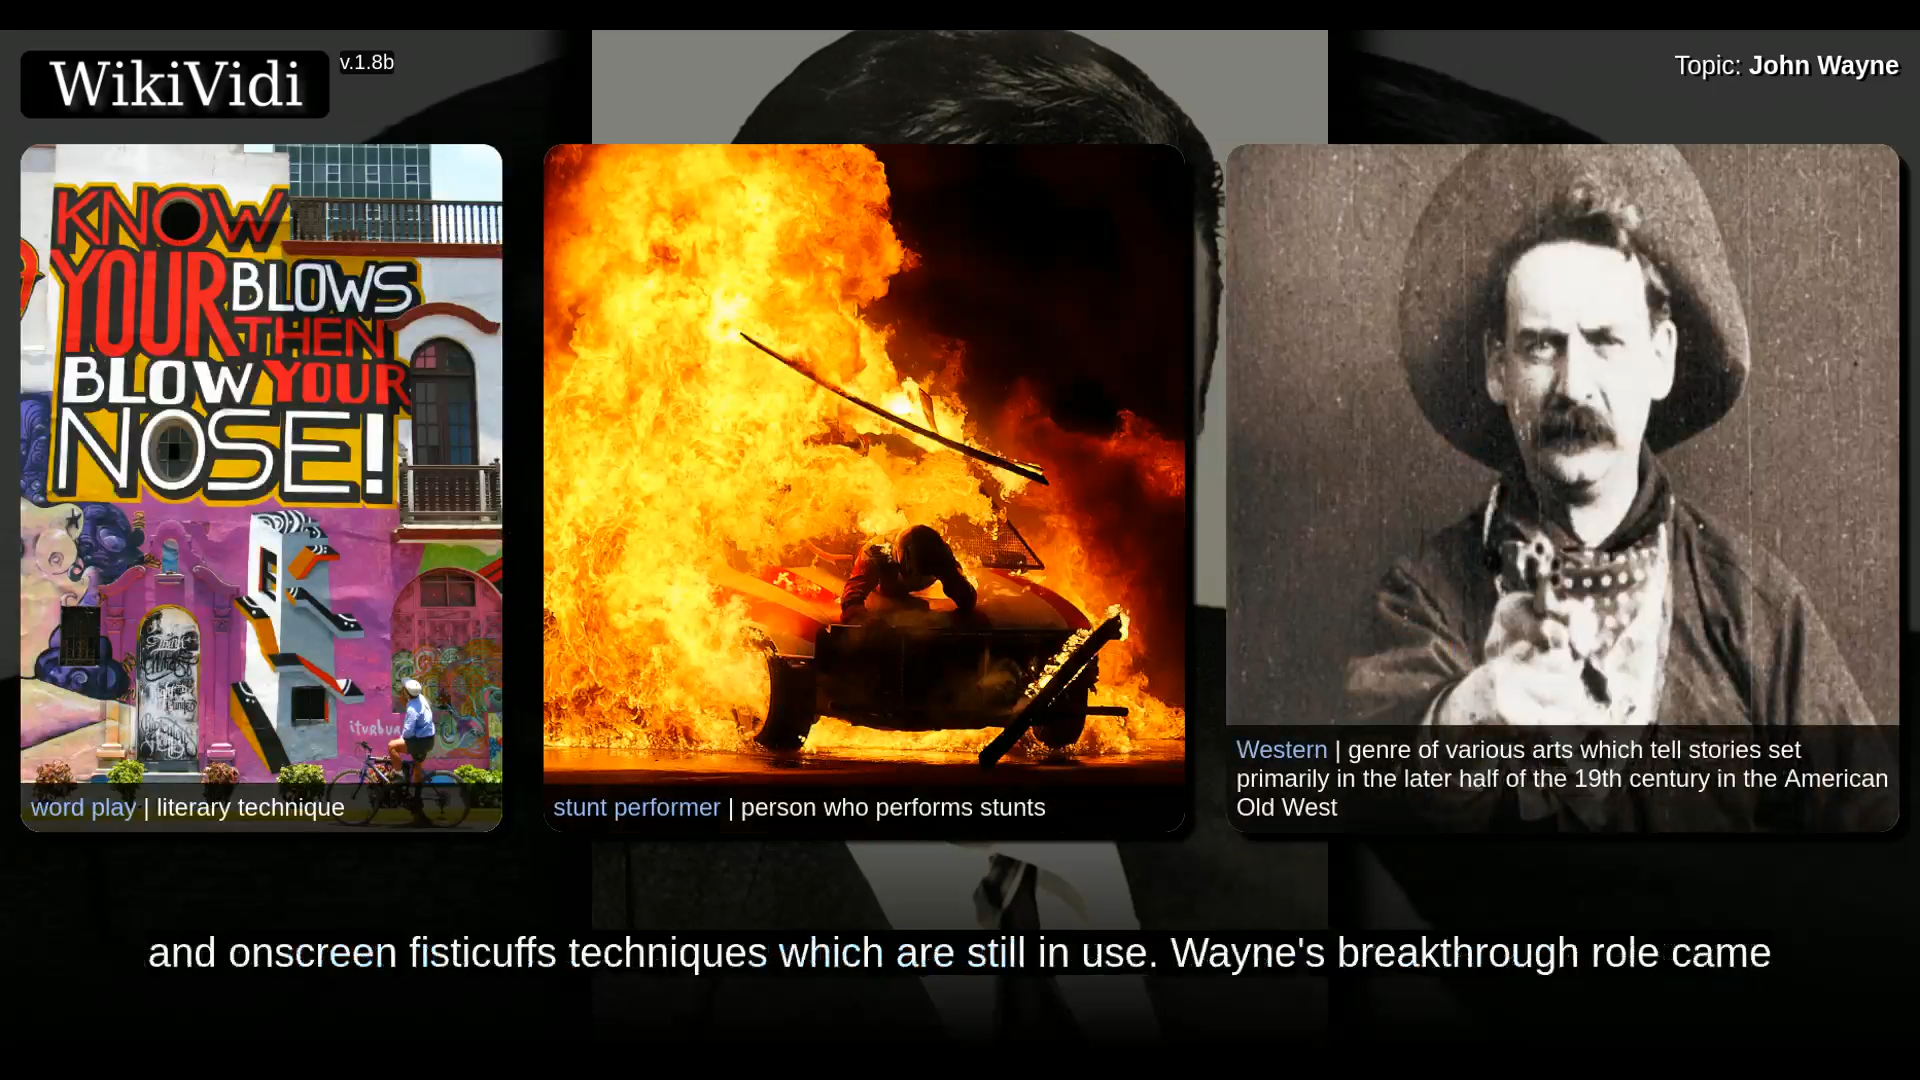 WikiVidi
v.1.8b
Topic: John Wayne
KNOW
YOUR BLOWS
THEN
BLOW YOUR
NOSE!
iturbur
word play | literary technique
stunt performer | person who performs stunts
Western | genre of various arts which tell stories set
primarily in the later half of the 19th century in the American
Old West
and onscreen fisticuffs techniques which are still in use. Wayne's breakthrough role came